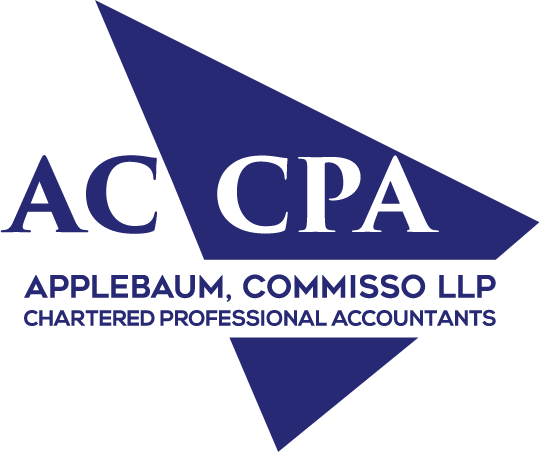 AC CPA
APPLEBAUM, COMMISSO LLP
CHARTERED PROFESSIONAL ACCOUNTANTS